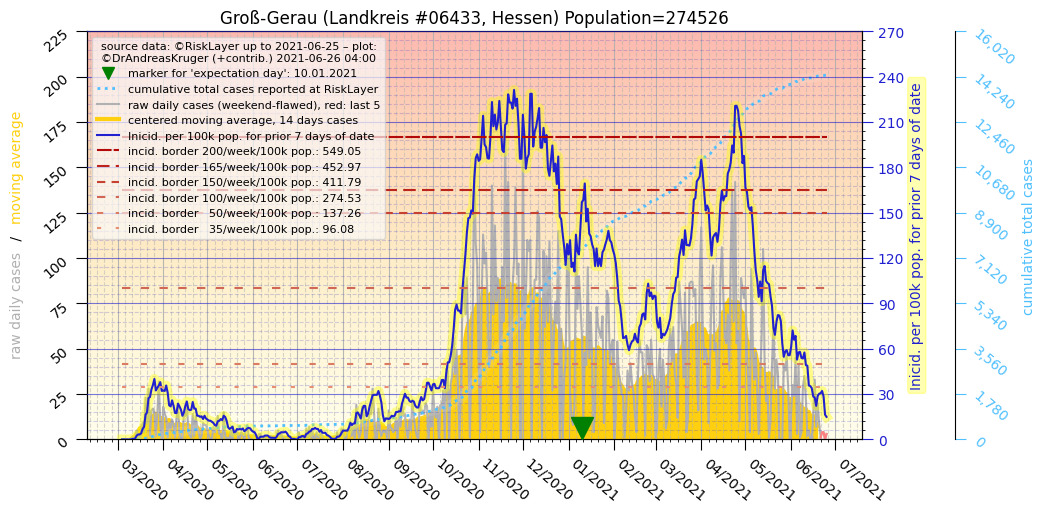 Groß-Gerau (Landkreis #06433, Hessen) Population=274526
source data: ©RiskLayer up to 2021-06-25 – plot:
©DrAndreasKruger (+contrib.) 2021-06-26 04:00
marker for 'expectation day': 10.01.2021
cumulative total cases reported at RiskLayer
raw daily cases (weekend-flawed), red: last 5
centered moving average, 14 days cases
Inicid. per 100k pop. for prior 7 days of date
incid. border 200/week/100k pop.: 549.05
incid. border 165/week/100k pop.: 452.97
incid. border 150/week/100k pop.: 411.79
incid. border 100/week/100k pop.: 274.53
incid. border 50/week/100k pop.: 137.26
incid. border 35/week/100k pop.: 96.08
raw daily cases / moving average
225
200
175
150
125
100
75
50
25
0
03/2020
04/2020
05/2020
06/2020
07/2020
08/2020
09/2020
10/2020
11/2020
12/2020
01/2021
02/2021
03/2021
04/2021
05/2021
06/2021
07/2021
270
240
210
180
150
120
90
60
30
0
Inicid. per 100k pop. for prior 7 days of date
16,020
14,240
12,460
10,680
8,900
7,120
5,340
3,560
1,780
0
cumulative total cases